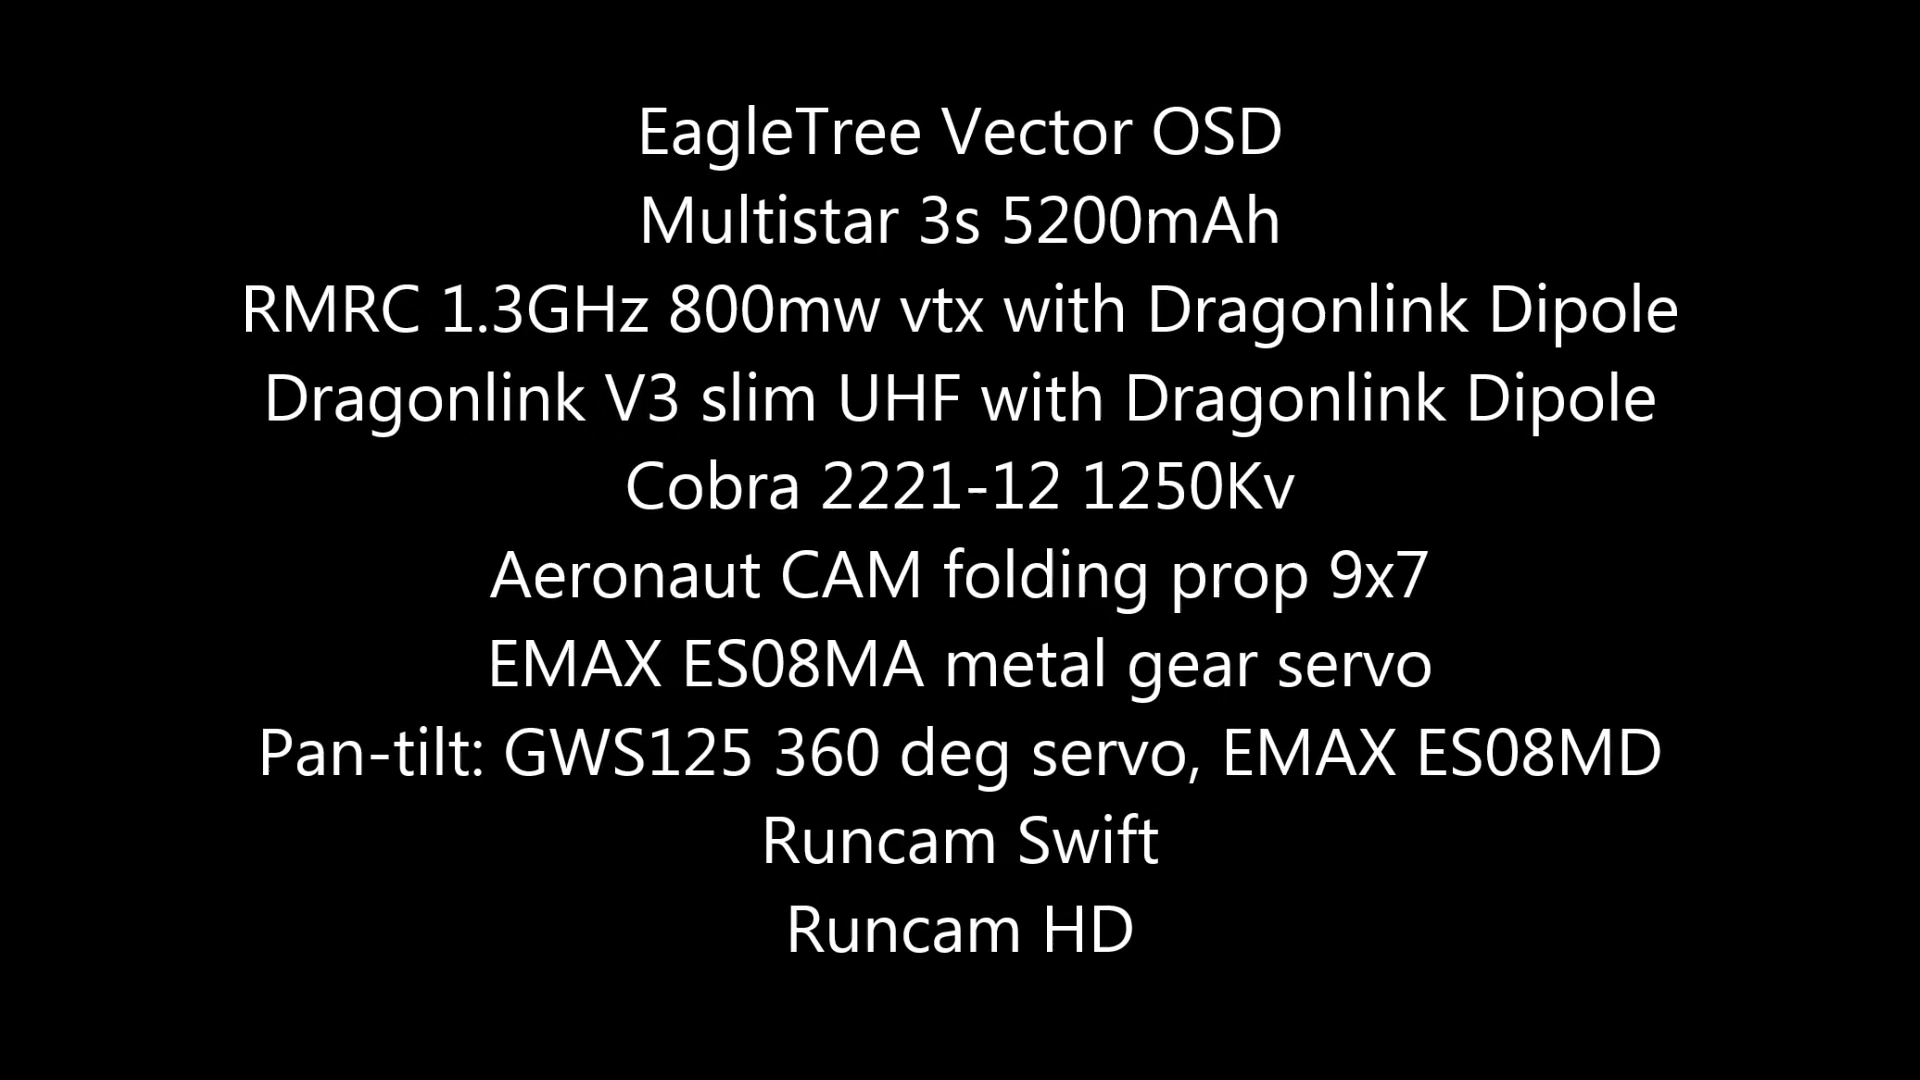 EagleTree Vector OSD
Multistar 3s 5200mAh
RMRC 1.3GHz 800mw vtx with Dragonlink Dipole
Dragonlink V3 slim UHF with Dragonlink Dipole
Cobra 2221-12 1250Kv
Aeronaut CAM folding prop 9x7
EMAX ES08MA metal gear servo
Pan-tilt: GWS125 360 deg servo, EMAX ES08MD
Runcam Swift
Runcam HD